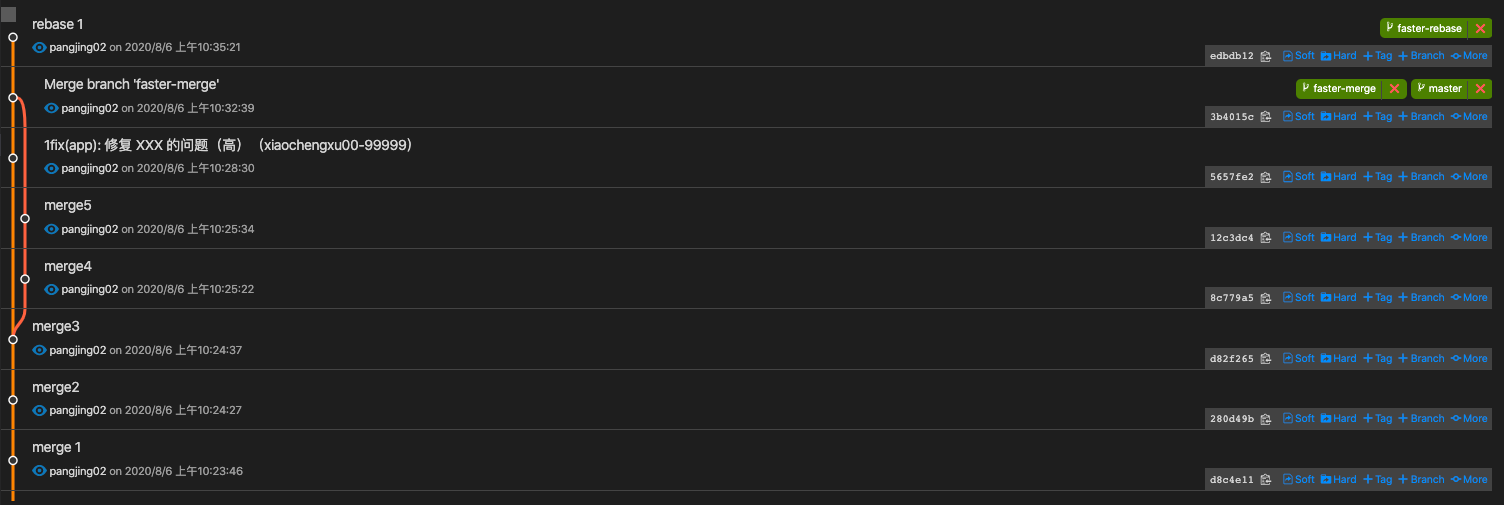 rebase 1
faster-rebase
pangjing02 on 2020/8/6 上午10:35:21
edbdb12 Soft Hard Tag Branch More
Merge branch 'faster-merge'
faster-merge master
pangjing02 on 2020/8/6 上午10:32:39
3b4015c Soft Hard Tag Branch More
1fix(app): 修复 XXX 的问题（高）（xiaochengxu00-99999）
pangjing02 on 2020/8/6 上午10:28:30
5657fe2 Soft Hard Tag Branch More
merge5
pangjing02 on 2020/8/6 上午10:25:34
12c3dc4 Soft Hard Tag Branch More
merge4
pangjing02 on 2020/8/6 上午10:25:22
8c779a5 Soft Hard Tag Branch More
merge3
pangjing02 on 2020/8/6 上午10:24:37
d82f265 Soft Hard Tag Branch More
merge2
pangjing02 on 2020/8/6 上午10:24:27
280d49b Soft Hard Tag Branch More
merge 1
pangjing02 on 2020/8/6 上午10:23:46
d8c4e11 Soft Hard Tag Branch More